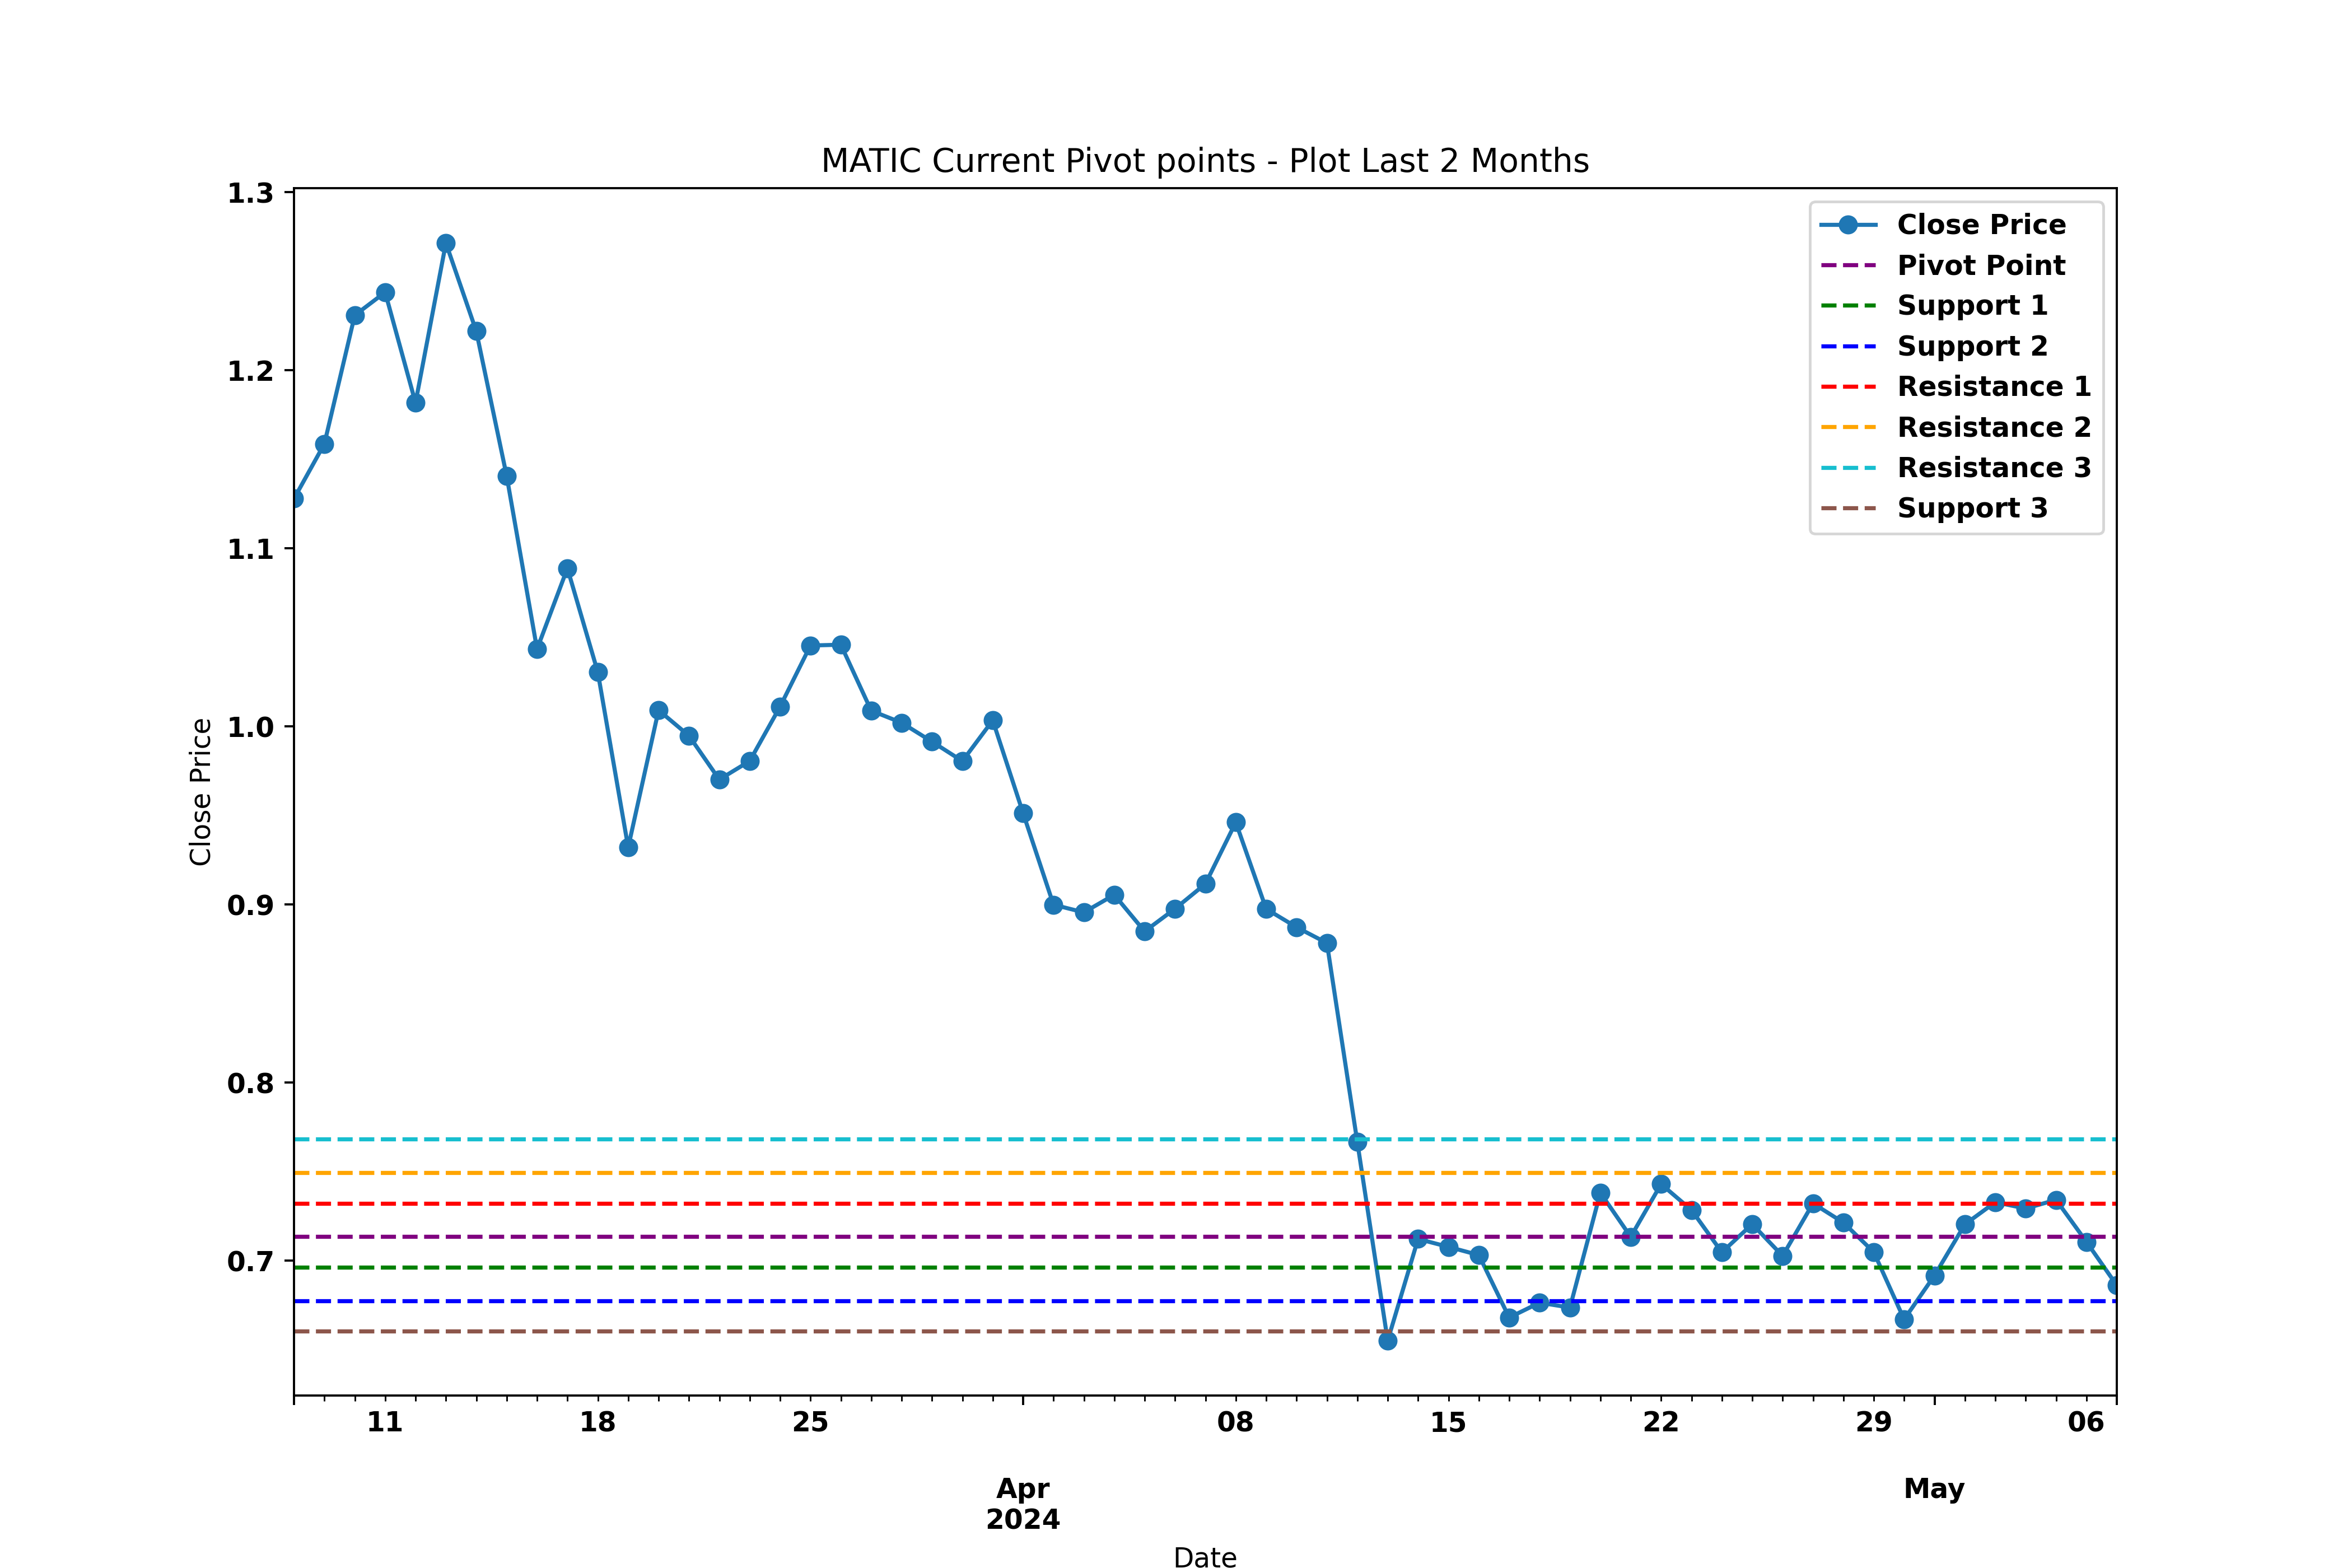 MATIC Current Pivot points - Plot Last 2 Months
1.3
1.2
1.1
1.0
0.9
0.8
0.7
Close Price
Close Price
Pivot Point
Support 1
Support 2
Resistance 1
Resistance 2
Resistance 3
Support 3
11 18 25 08 15 22 29 06
Apr May
2024
Date